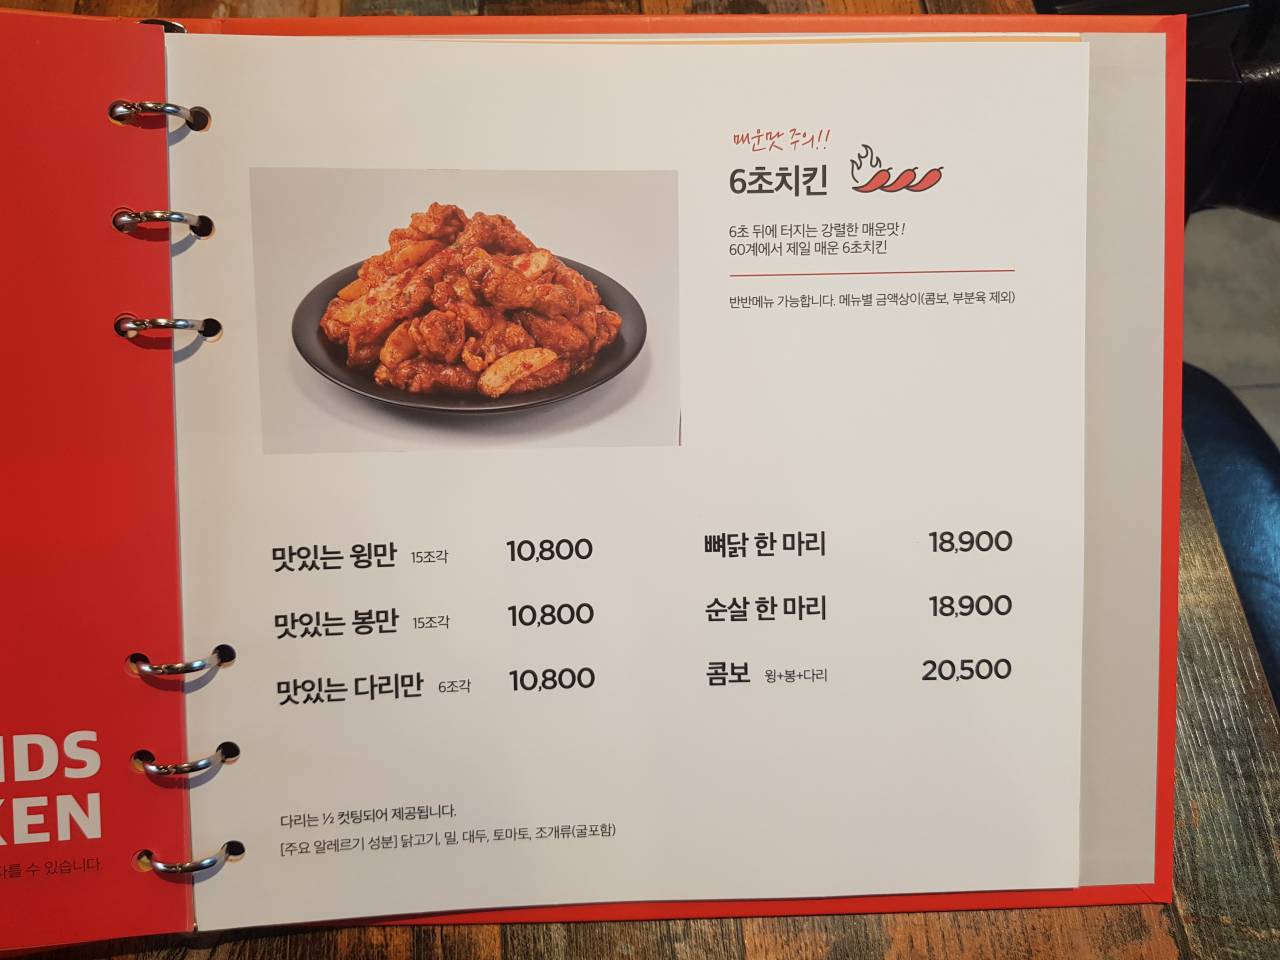 매운맛 주의!!
6초치킨
6초 뒤에 터지는 강렬한 매운맛!
60계에서 제일 매운 6초치킨
반반메뉴 가능합니다. 메뉴별 금액상이(콤보, 부분육 제외)
맛있는 윙만 15조각 10,800
맛있는 봉만 15조각 10,800
맛있는 다리만 6조각 10,800
뼈닭 한 마리 18,900
순살 한 마리 18,900
콤보 윙+봉+다리 20,500
다리는 ½ 컷팅되어 제공됩니다.
[주요 알레르기 성분] 닭고기, 밀, 대두, 토마토, 조개류(굴포함)
NDS
KEN
다를 수 있습니다.